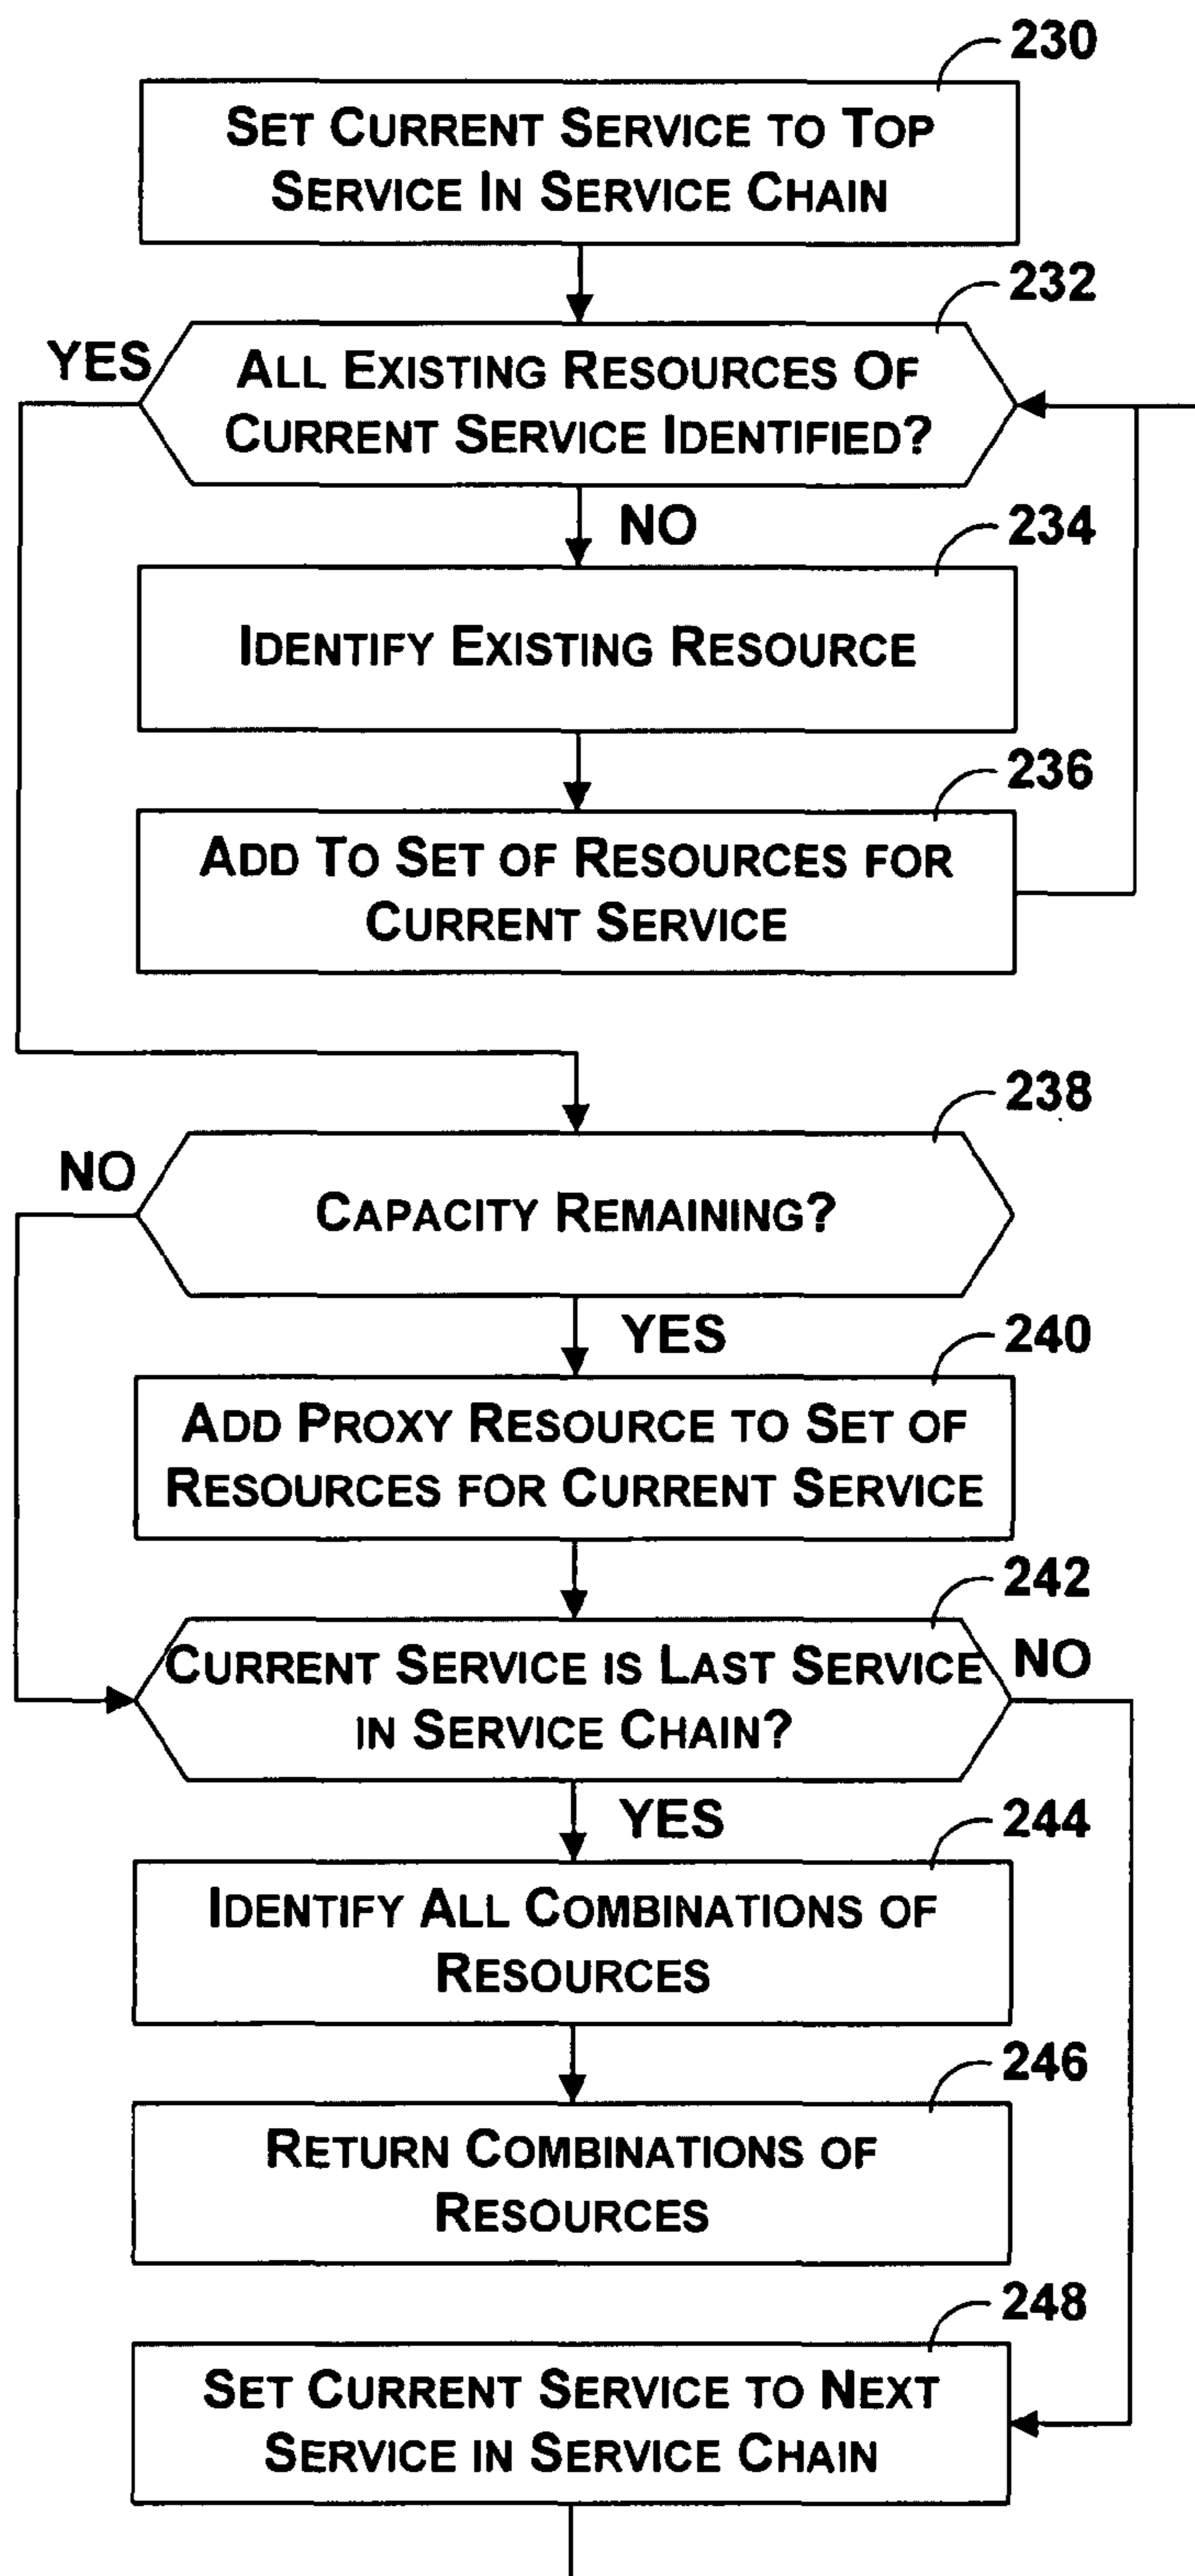 230
SET CURRENT SERVICE TO TOP
SERVICE IN SERVICE CHAIN
232
YES
ALL EXISTING RESOURCES OF
CURRENT SERVICE IDENTIFIED?
NO
234
IDENTIFY EXISTING RESOURCE
236
ADD TO SET OF RESOURCES FOR
CURRENT SERVICE
238
NO
CAPACITY REMAINING?
YES
240
ADD PROXY RESOURCE TO SET OF
RESOURCES FOR CURRENT SERVICE
242
CURRENT SERVICE IS LAST SERVICE
IN SERVICE CHAIN?
NO
YES
244
IDENTIFY ALL COMBINATIONS OF
RESOURCES
246
RETURN COMBINATIONS OF
RESOURCES
248
SET CURRENT SERVICE TO NEXT
SERVICE IN SERVICE CHAIN